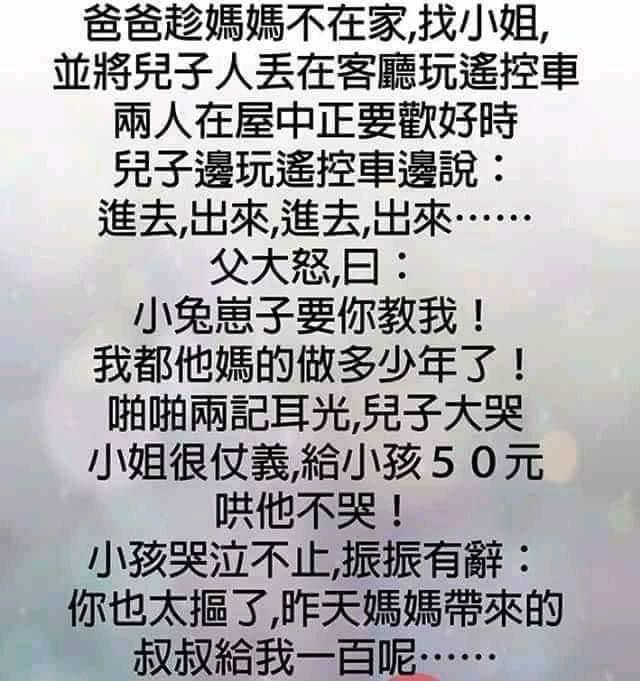 爸爸趁媽媽不在家,找小姐,
並將兒子人丟在客廳玩遙控車
兩人在屋中正要歡好時
兒子邊玩遙控車邊說：
進去,出來,進去,出來……
父大怒,曰：
小兔崽子要你教我！
我都他媽的做多少年了！
啪啪兩記耳光,兒子大哭
小姐很仗義,給小孩５０元
哄他不哭！
小孩哭泣不止,振振有辭：
你也太摳了,昨天媽媽帶來的
叔叔給我一百呢……